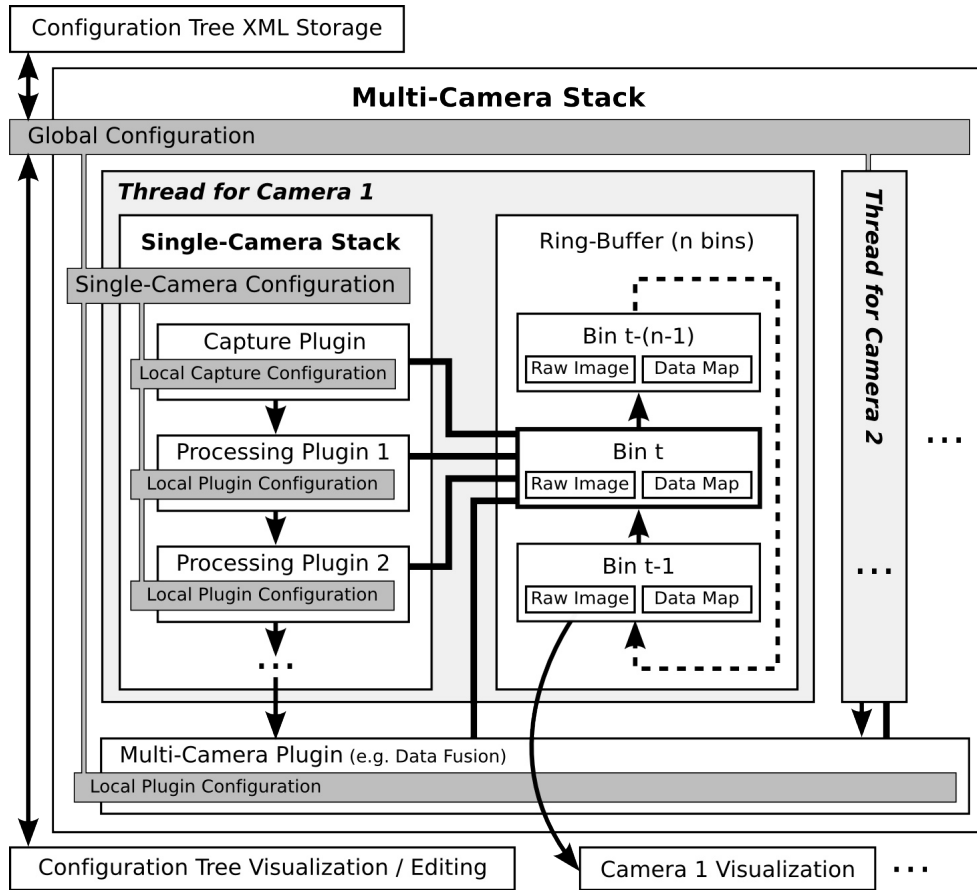 Configuration Tree XML Storage
Multi-Camera Stack
Global Configuration
Thread for Camera 1
Single-Camera Stack
Single-Camera Configuration
Capture Plugin
Local Capture Configuration
Processing Plugin 1
Local Plugin Configuration
Processing Plugin 2
Local Plugin Configuration
...
Ring-Buffer (n bins)
Bin t-(n-1)
Raw Image
Data Map
Bin t
Raw Image
Data Map
Bin t-1
Raw Image
Data Map
Thread for Camera 2
...
...
Multi-Camera Plugin (e.g. Data Fusion)
Local Plugin Configuration
Configuration Tree Visualization / Editing
Camera 1 Visualization
...